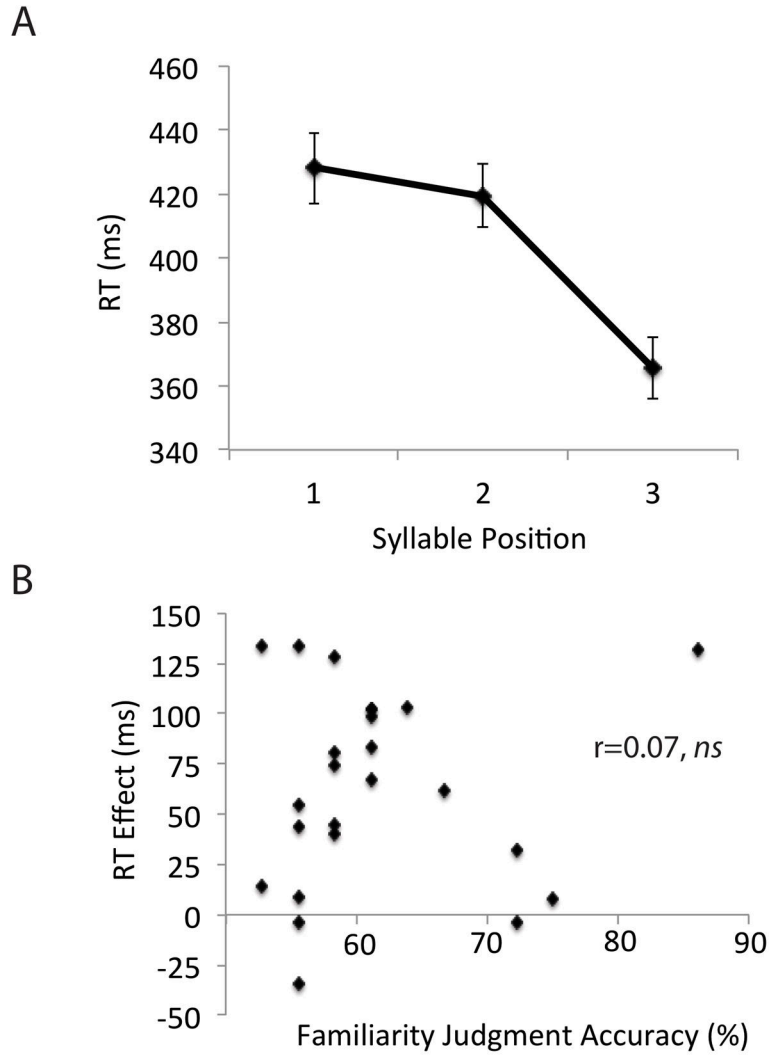 A
460
440
420
400
380
360
340
RT (ms)
1 2 3
Syllable Position
B
150
125
100
75
50
25
0
-25
-50
RT Effect (ms)
r=0.07, ns
60 70 80 90
Familiarity Judgment Accuracy (%)